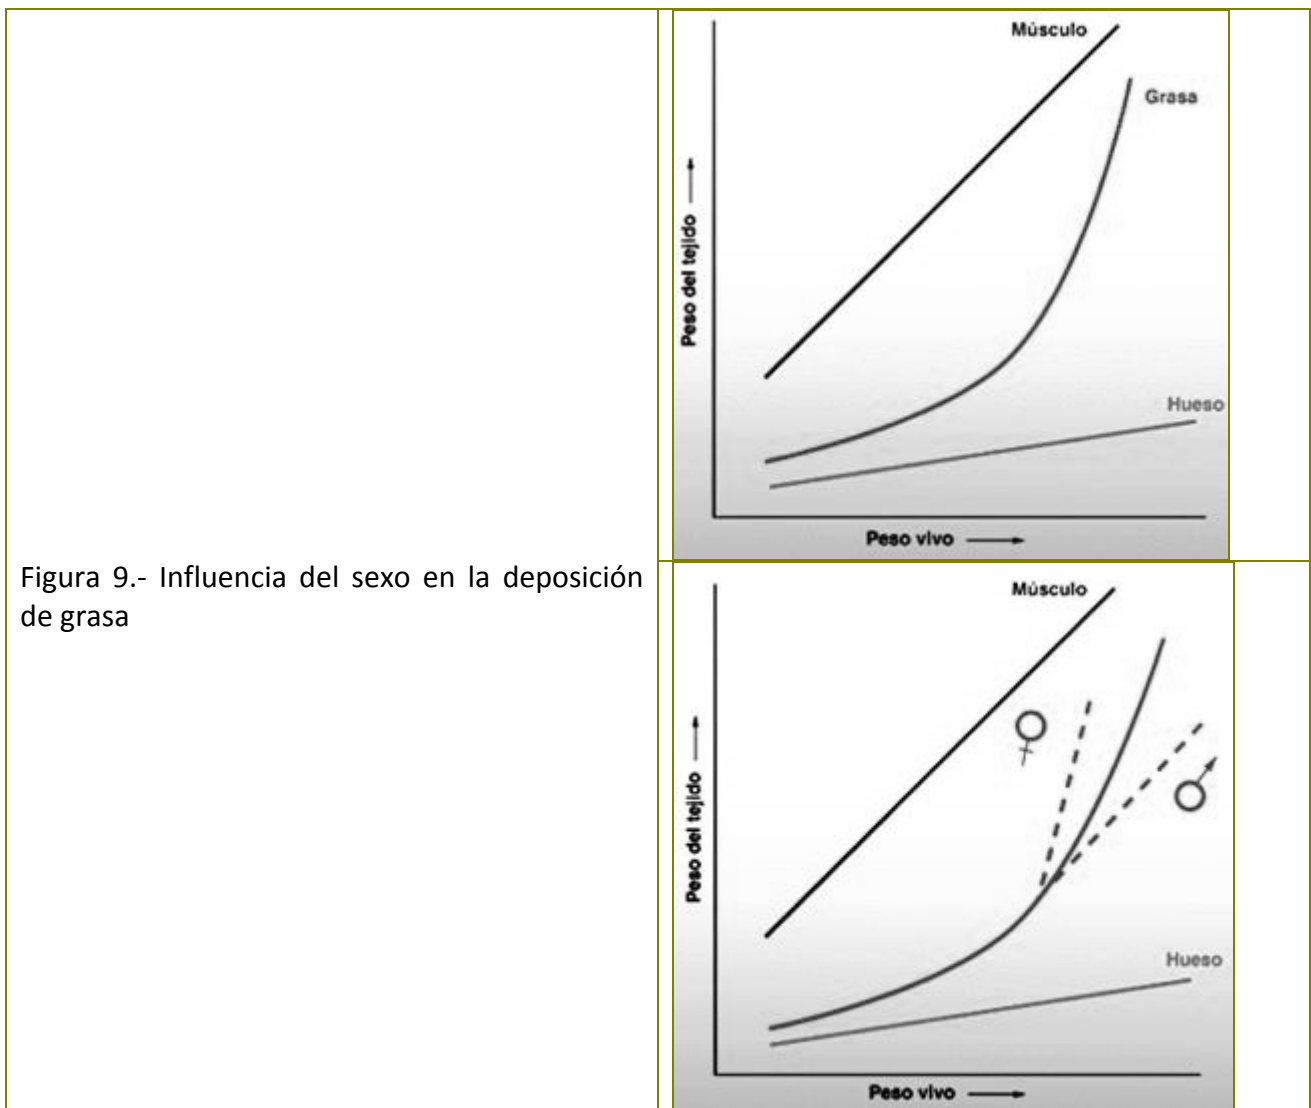 Músculo
Grasa
Peso del tejido
Hueso
Peso vivo
Figura 9.- Influencia del sexo en la deposición
de grasa
Músculo
Peso del tejido
Hueso
Peso vivo